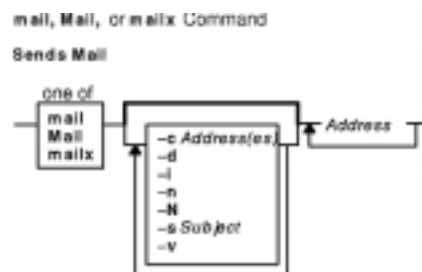 mail, Mail, or mailx Command
Sends Mail
one of
mail
Mail
mailx
-c Address(es)
-d
-i
-n
-N
-s Subject
-v
Address